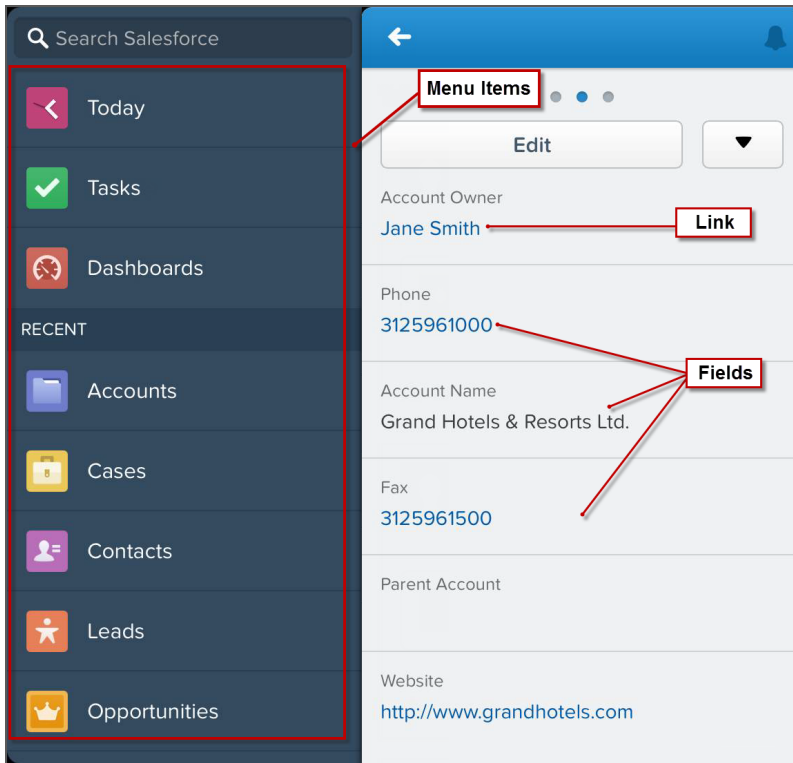 Search Salesforce
Today
Tasks
Dashboards
RECENT
Accounts
Cases
Contacts
Leads
Opportunities
Menu Items
Edit
Account Owner
Jane Smith
Link
Phone
3125961000
Fields
Account Name
Grand Hotels & Resorts Ltd.
Fax
3125961500
Parent Account
Website
http://www.grandhotels.com